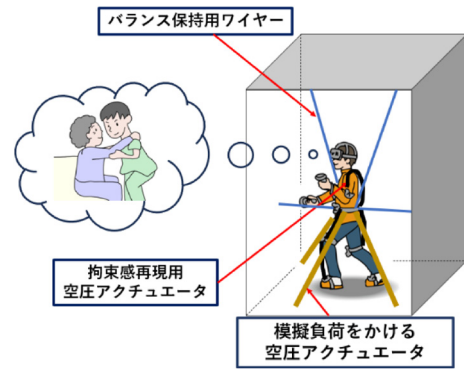 バランス保持用ワイヤー
拘束感再現用
空圧アクチュエータ
模擬負荷をかける
空圧アクチュエータ